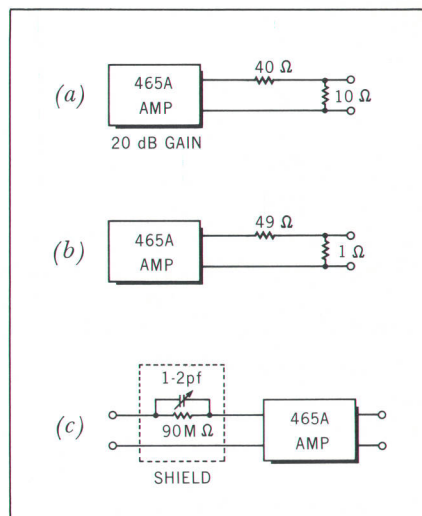 (a)
465A
AMP
20 dB GAIN
40 Ω
10 Ω
(b)
465A
AMP
49 Ω
1 Ω
(c)
1-2pf
90M Ω
SHIELD
465A
AMP